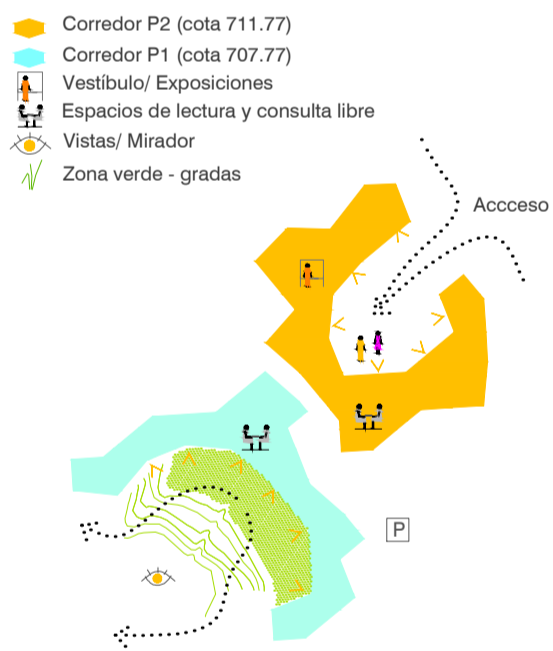 Corredor P2 (cota 711.77)
Corredor P1 (cota 707.77)
Vestíbulo/ Exposiciones
Espacios de lectura y consulta libre
Vistas/ Mirador
Zona verde - gradas
Accceso
P